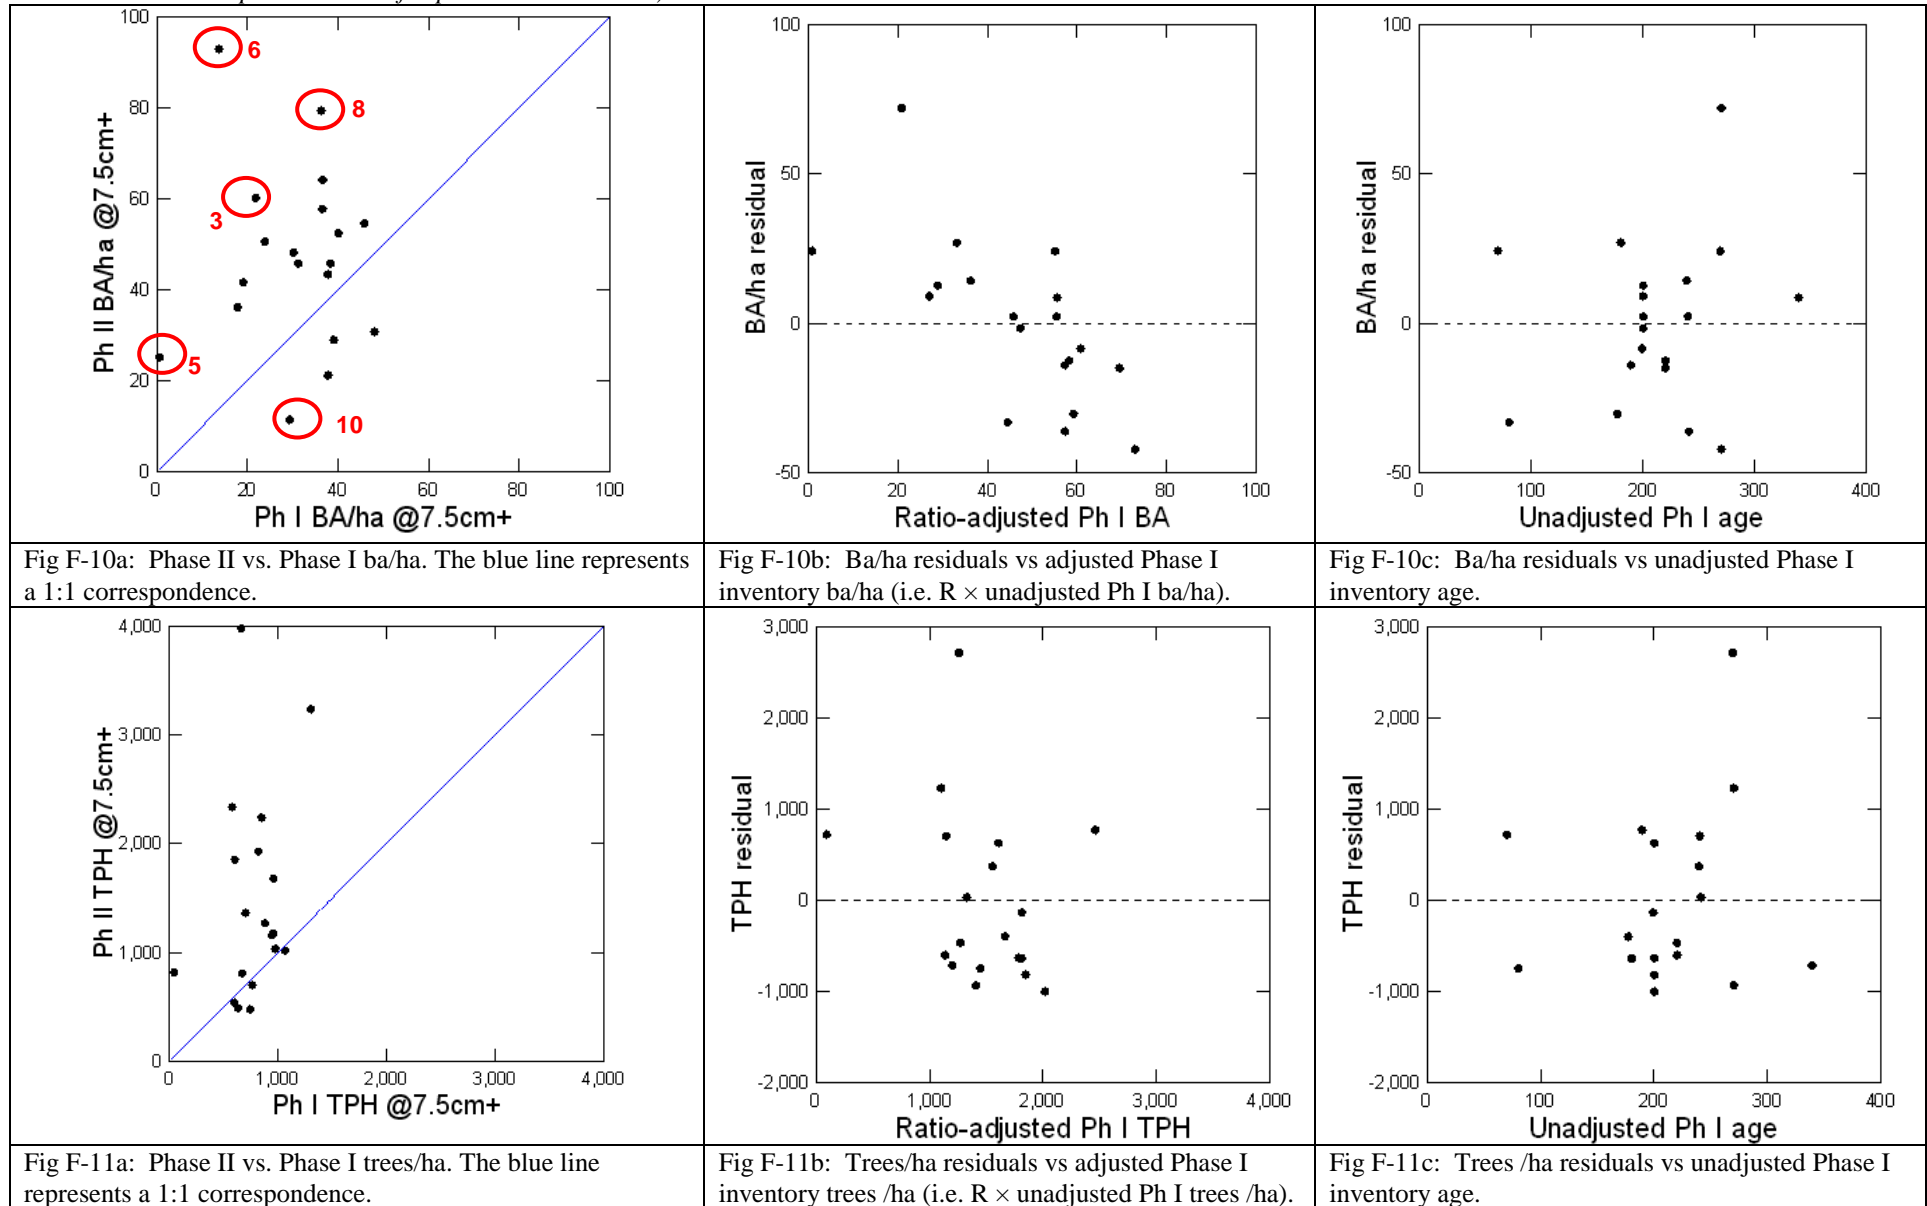 100
80
60
40
20
0
0 20 40 60 80 100
Ph II BA/ha @7.5cm+
Ph I BA/ha @7.5cm+
6
8
3
5
10
100
50
0
-50
0 20 40 60 80 100
BA/ha residual
Ratio-adjusted Ph I BA
100
50
0
-50
0 100 200 300 400
BA/ha residual
Unadjusted Ph I age
Fig F-10a: Phase II vs. Phase I ba/ha. The blue line represents
a 1:1 correspondence.
Fig F-10b: Ba/ha residuals vs adjusted Phase I
inventory ba/ha (i.e. R × unadjusted Ph I ba/ha).
Fig F-10c: Ba/ha residuals vs unadjusted Phase I
inventory age.
4,000
3,000
2,000
1,000
0
0 1,000 2,000 3,000 4,000
Ph II TPH @7.5cm+
Ph I TPH @7.5cm+
3,000
2,000
1,000
0
-1,000
-2,000
0 1,000 2,000 3,000 4,000
TPH residual
Ratio-adjusted Ph I TPH
3,000
2,000
1,000
0
-1,000
-2,000
0 100 200 300 400
TPH residual
Unadjusted Ph I age
Fig F-11a: Phase II vs. Phase I trees/ha. The blue line
represents a 1:1 correspondence.
Fig F-11b: Trees/ha residuals vs adjusted Phase I
inventory trees /ha (i.e. R × unadjusted Ph I trees /ha).
Fig F-11c: Trees /ha residuals vs unadjusted Phase I
inventory age.